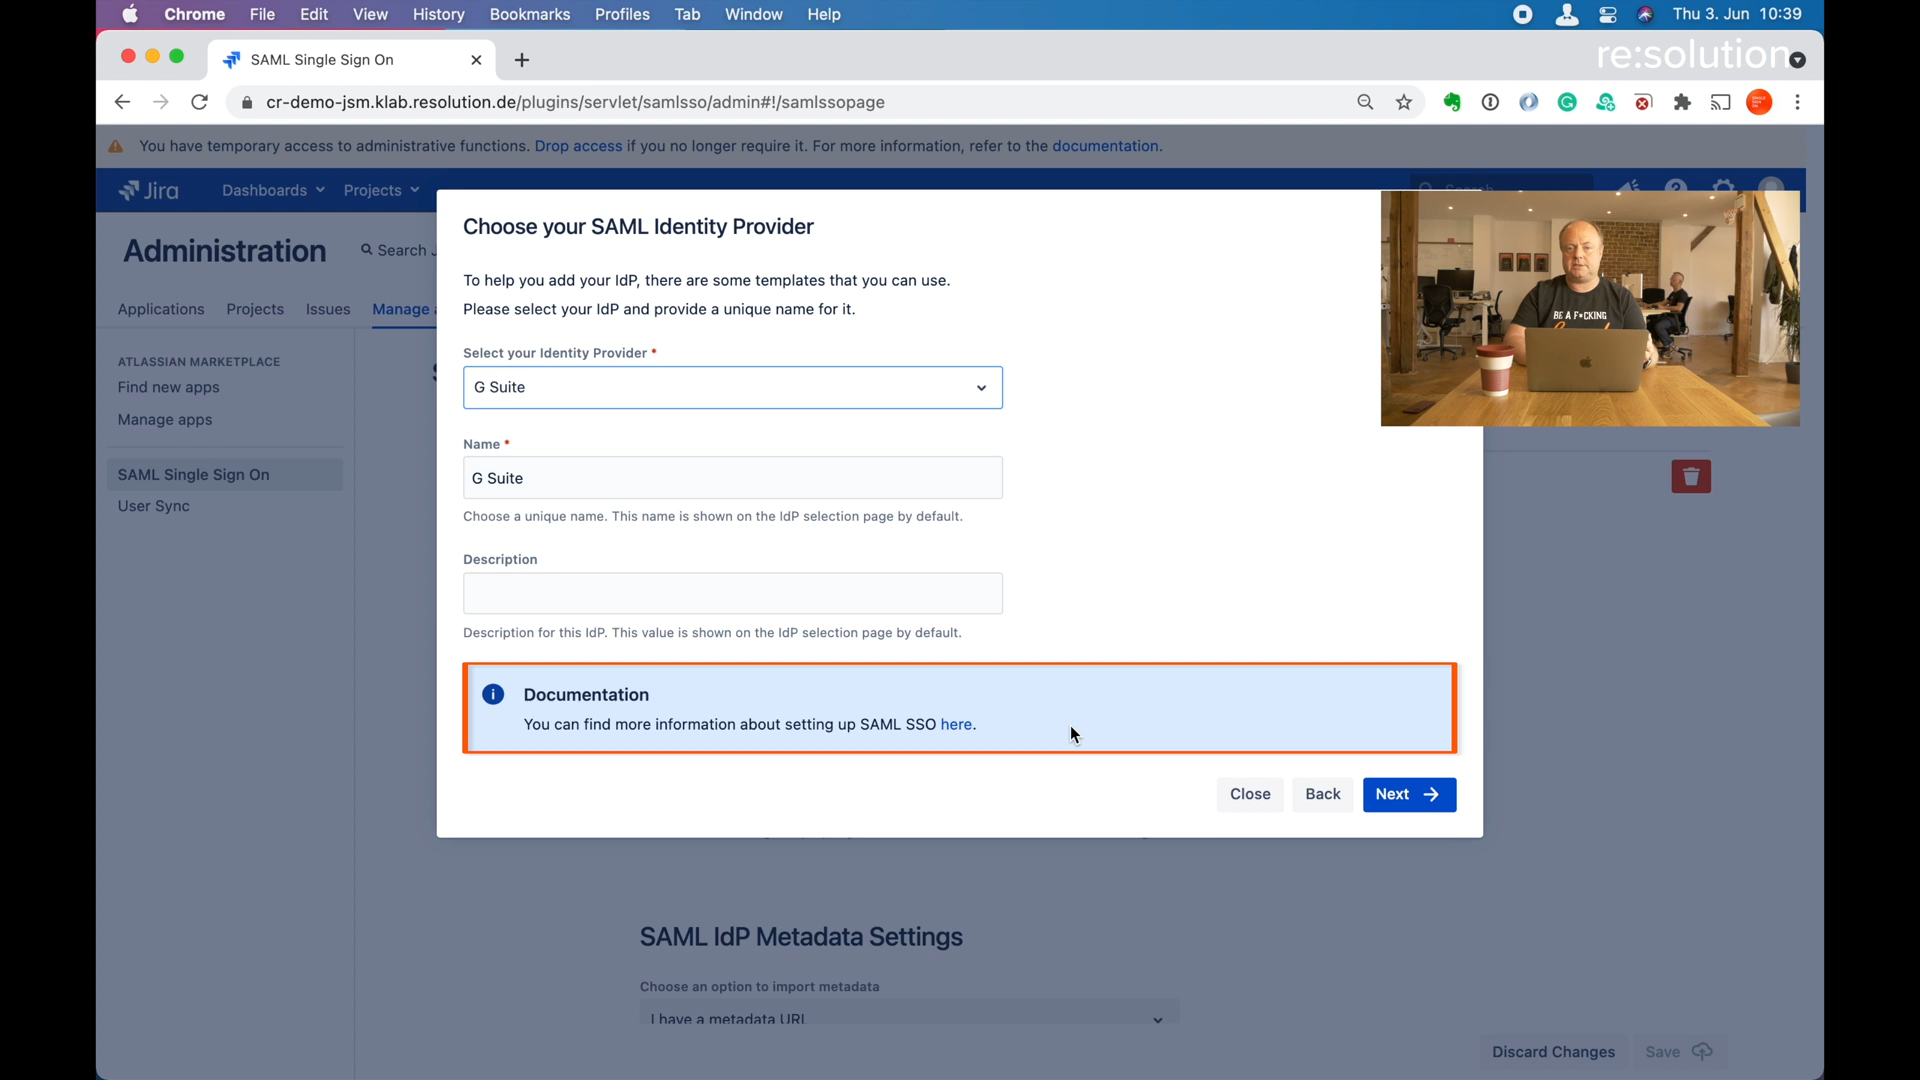 Chrome File Edit View History Bookmarks Profiles Tab Window Help Thu 3. Jun 10:39
SAML Single Sign On
re:solution
cr-demo-jsm.klab.resolution.de/plugins/servlet/samlsso/admin#!/samlssopage
You have temporary access to administrative functions. Drop access if you no longer require it. For more information, refer to the documentation.
Jira Dashboards Projects
Choose your SAML Identity Provider
Administration Search
To help you add your IdP, there are some templates that you can use.
Please select your IdP and provide a unique name for it.
Applications Projects Issues Manage
BE A F*CKING
Select your Identity Provider *
ATLASSIAN MARKETPLACE
Find new apps
G Suite
Manage apps
Name *
SAML Single Sign On
G Suite
User Sync
Choose a unique name. This name is shown on the IdP selection page by default.
Description
Description for this IdP. This value is shown on the IdP selection page by default.
Documentation
You can find more information about setting up SAML SSO here.
Close Back Next
SAML IdP Metadata Settings
Choose an option to import metadata
I have a metadata URL
Discard Changes Save